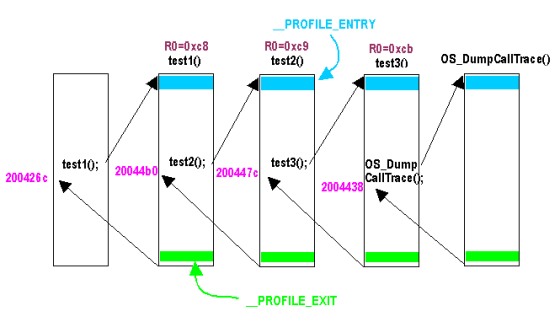 __PROFILE_ENTRY
R0=0xc8
R0=0xc9
R0=0xcb
test1()
test2()
test3()
OS_DumpCallTrace()
200426c
test1();
20044b0
test2();
200447c
test3();
2004438
OS_Dump
CallTrace();
__PROFILE_EXIT